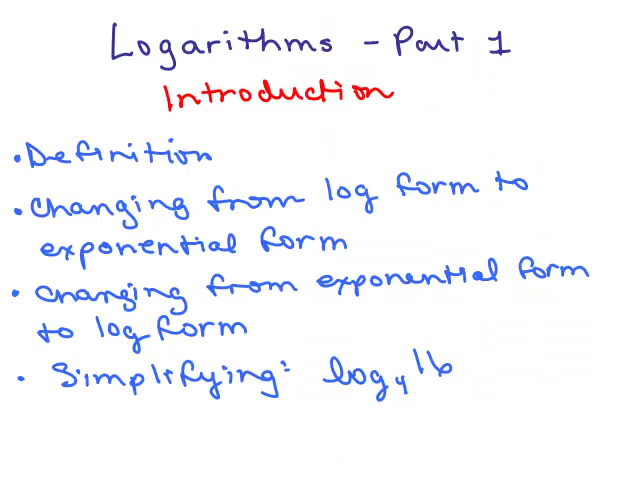 Logarithms - Part 1
Introduction
• Definition
• Changing from log form to
exponential form
• Changing from exponential form
to log form
• Simplifying: log₄ 16